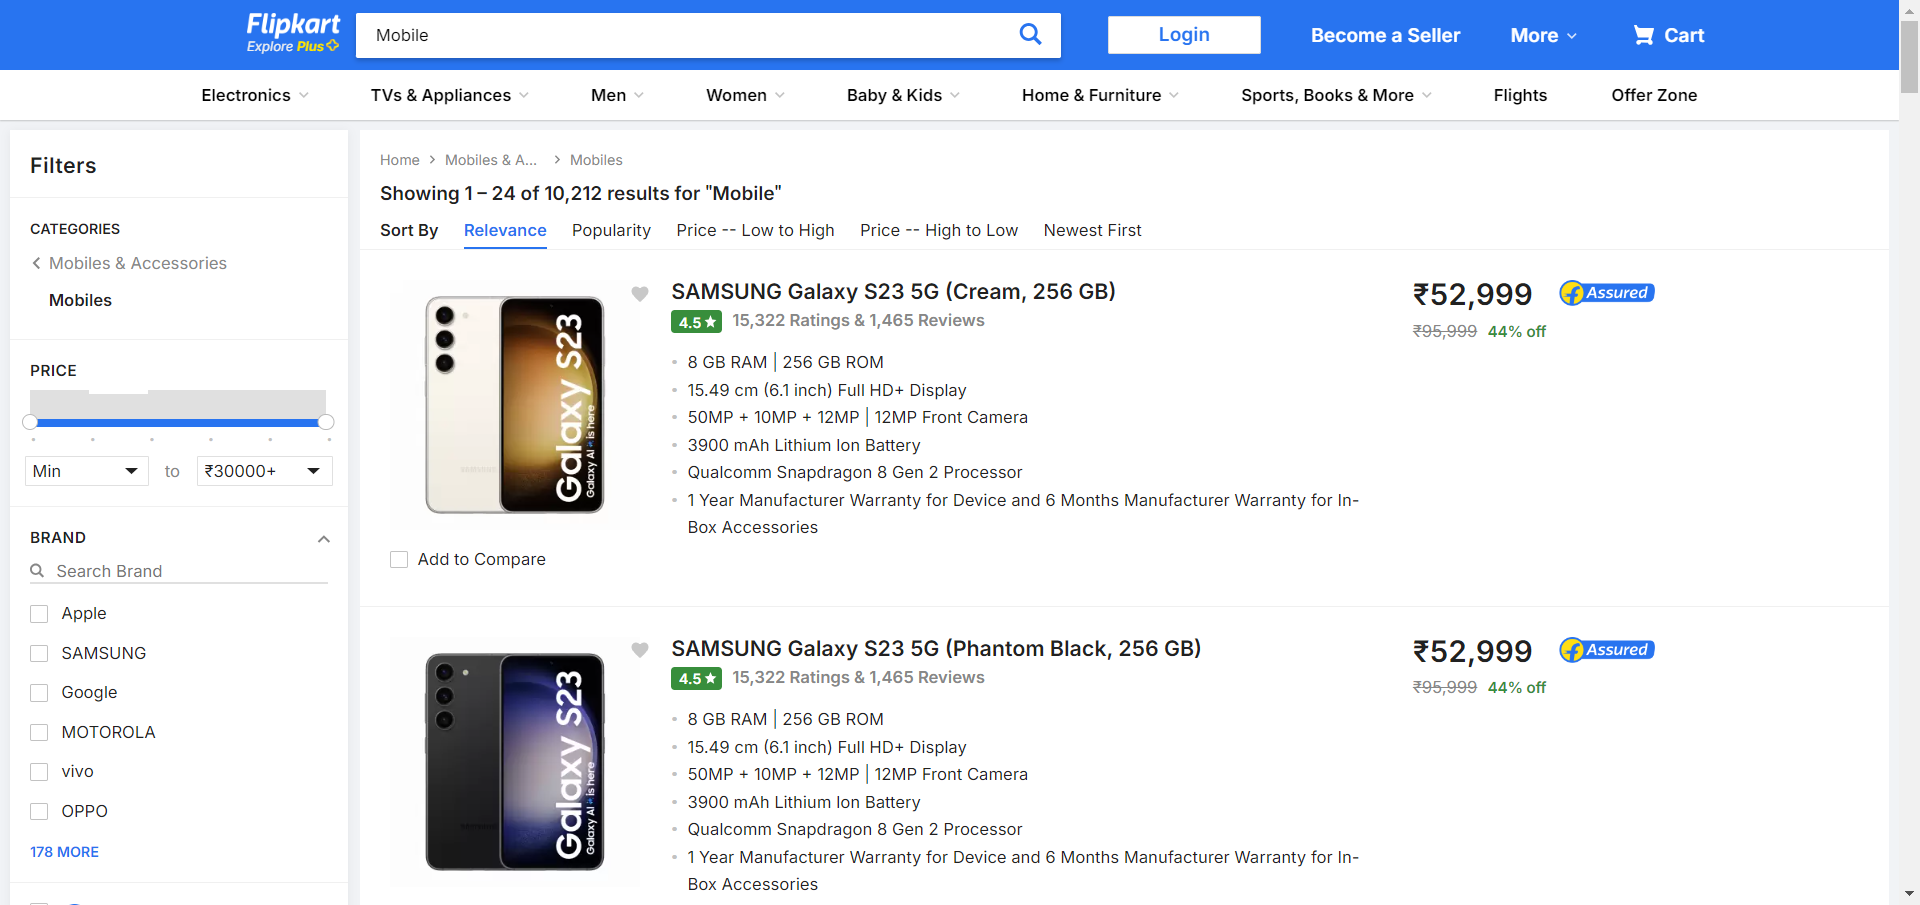 Flipkart
Explore Plus
Mobile
Login
Become a Seller
More
Cart
Electronics
TVs & Appliances
Men
Women
Baby & Kids
Home & Furniture
Sports, Books & More
Flights
Offer Zone
Filters
CATEGORIES
Mobiles & Accessories
Mobiles
PRICE
Min
to
₹30000+
BRAND
Search Brand
Apple
SAMSUNG
Google
MOTOROLA
vivo
OPPO
178 MORE
Home
Mobiles & A...
Mobiles
Showing 1 – 24 of 10,212 results for "Mobile"
Sort By
Relevance
Popularity
Price -- Low to High
Price -- High to Low
Newest First
Galaxy S23
Galaxy AI is here
Add to Compare
SAMSUNG Galaxy S23 5G (Cream, 256 GB)
4.5
15,322 Ratings & 1,465 Reviews
8 GB RAM | 256 GB ROM
15.49 cm (6.1 inch) Full HD+ Display
50MP + 10MP + 12MP | 12MP Front Camera
3900 mAh Lithium Ion Battery
Qualcomm Snapdragon 8 Gen 2 Processor
1 Year Manufacturer Warranty for Device and 6 Months Manufacturer Warranty for In-
Box Accessories
₹52,999
Assured
₹95,999
44% off
Galaxy S23
Galaxy AI is here
SAMSUNG Galaxy S23 5G (Phantom Black, 256 GB)
4.5
15,322 Ratings & 1,465 Reviews
8 GB RAM | 256 GB ROM
15.49 cm (6.1 inch) Full HD+ Display
50MP + 10MP + 12MP | 12MP Front Camera
3900 mAh Lithium Ion Battery
Qualcomm Snapdragon 8 Gen 2 Processor
1 Year Manufacturer Warranty for Device and 6 Months Manufacturer Warranty for In-
Box Accessories
₹52,999
Assured
₹95,999
44% off